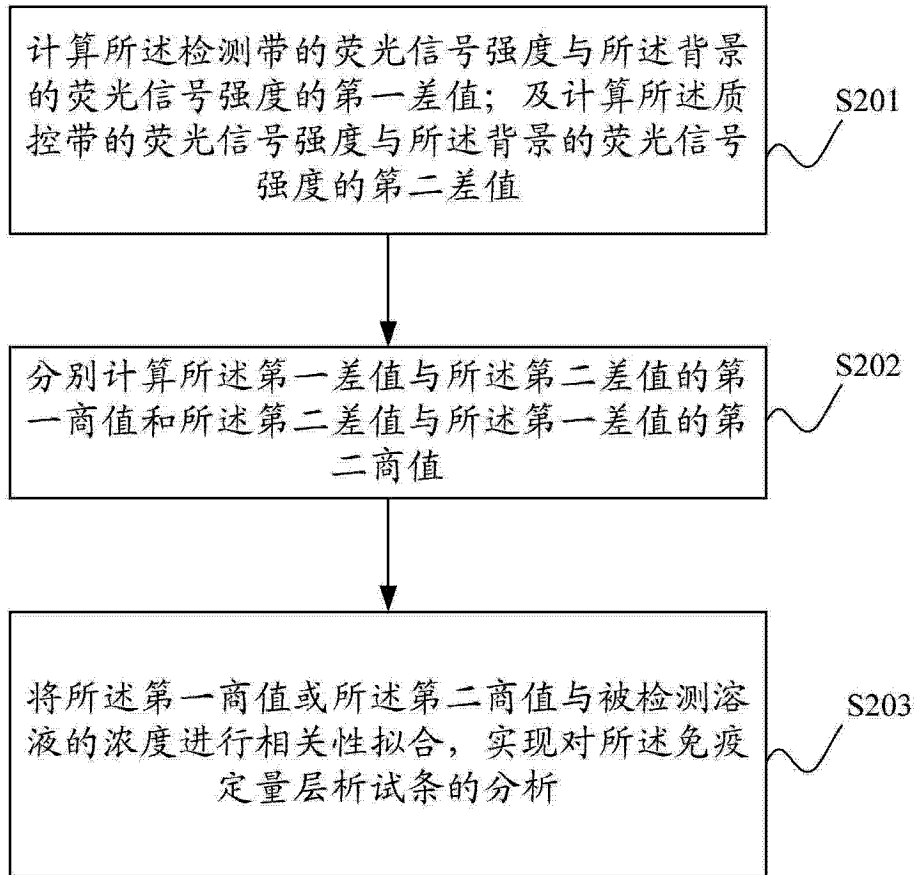 计算所述检测带的荧光信号强度与所述背景
的荧光信号强度的第一差值；及计算所述质
控带的荧光信号强度与所述背景的荧光信号
强度的第二差值
S201
分别计算所述第一差值与所述第二差值的第
一商值和所述第二差值与所述第一差值的第
二商值
S202
将所述第一商值或所述第二商值与被检测溶
液的浓度进行相关性拟合，实现对所述免疫
定量层析试条的分析
S203